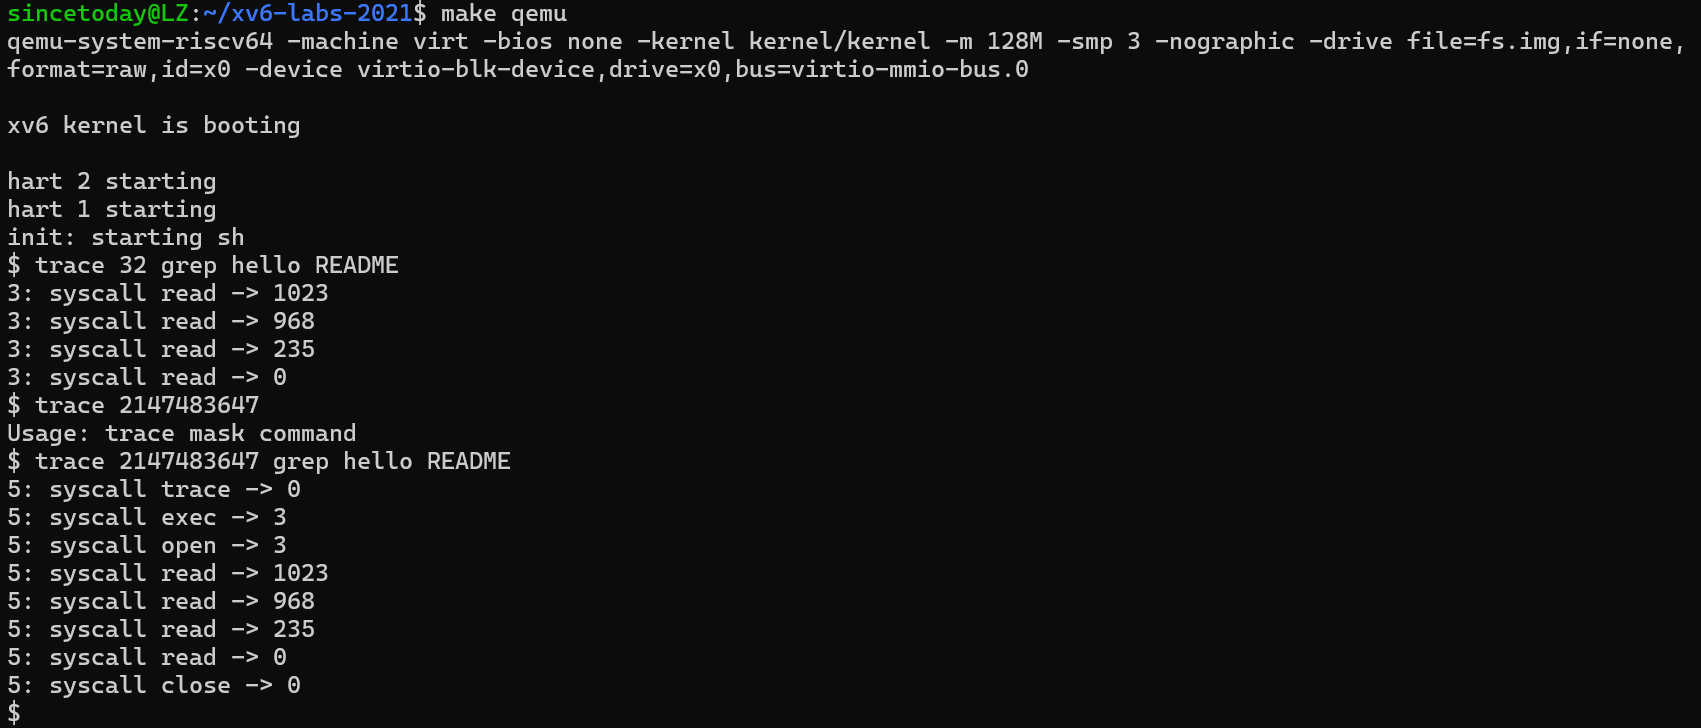 sincetoday@LZ:~/xv6-labs-2021$ make qemu
qemu-system-riscv64 -machine virt -bios none -kernel kernel/kernel -m 128M -smp 3 -nographic -drive file=fs.img,if=none,
format=raw,id=x0 -device virtio-blk-device,drive=x0,bus=virtio-mmio-bus.0
xv6 kernel is booting
hart 2 starting
hart 1 starting
init: starting sh
$ trace 32 grep hello README
3: syscall read -> 1023
3: syscall read -> 968
3: syscall read -> 235
3: syscall read -> 0
$ trace 2147483647
Usage: trace mask command
$ trace 2147483647 grep hello README
5: syscall trace -> 0
5: syscall exec -> 3
5: syscall open -> 3
5: syscall read -> 1023
5: syscall read -> 968
5: syscall read -> 235
5: syscall read -> 0
5: syscall close -> 0
$